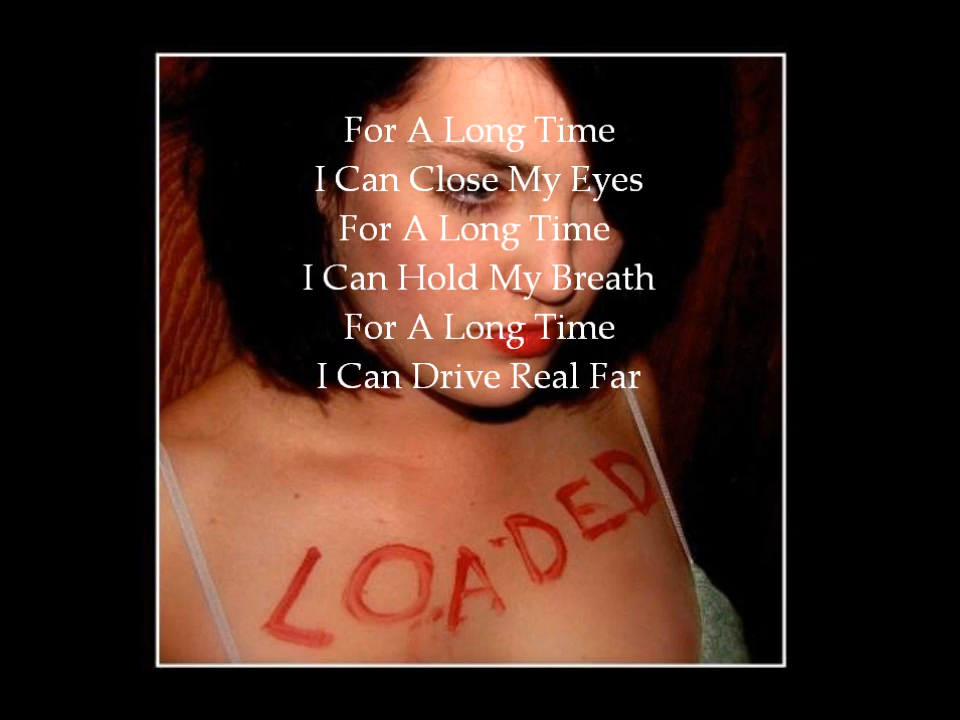 For A Long Time
I Can Close My Eyes
For A Long Time
I Can Hold My Breath
For A Long Time
I Can Drive Real Far
LOADED